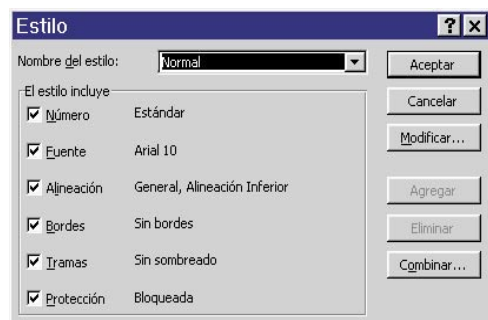 Estilo
Nombre del estilo: Normal
Aceptar
El estilo incluye
Cancelar
Número Estándar
Modificar...
Fuente Arial 10
Alineación General, Alineación Inferior
Agregar
Bordes Sin bordes
Eliminar
Tramas Sin sombreado
Combinar...
Protección Bloqueada